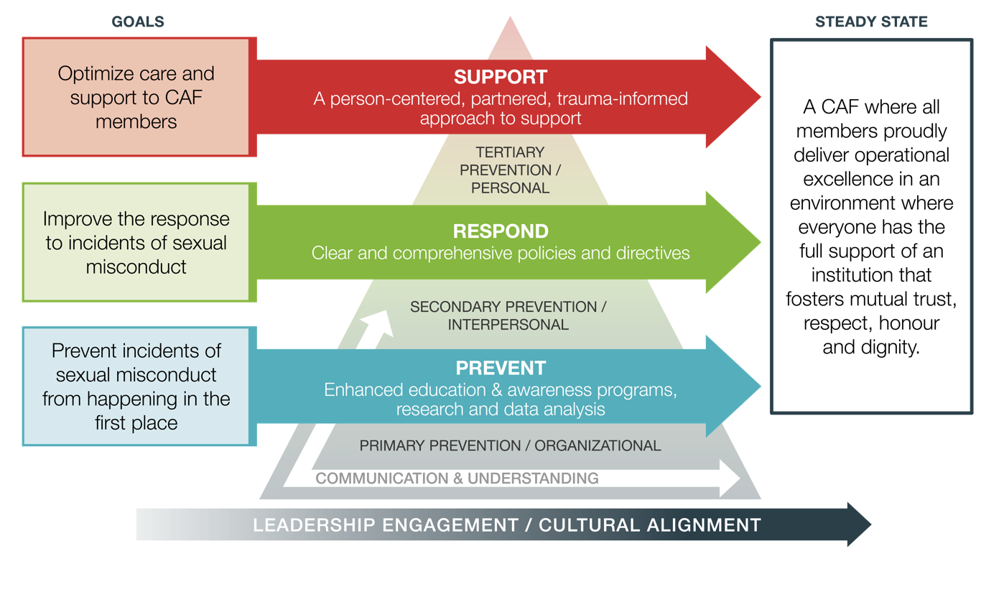 GOALS
STEADY STATE
Optimize care and
support to CAF
members
SUPPORT
A person-centered, partnered, trauma-informed
approach to support
TERTIARY
PREVENTION /
PERSONAL
Improve the response
to incidents of sexual
misconduct
RESPOND
Clear and comprehensive policies and directives
SECONDARY PREVENTION /
INTERPERSONAL
Prevent incidents of
sexual misconduct
from happening in the
first place
PREVENT
Enhanced education & awareness programs,
research and data analysis
PRIMARY PREVENTION / ORGANIZATIONAL
COMMUNICATION & UNDERSTANDING
A CAF where all
members proudly
deliver operational
excellence in an
environment where
everyone has the
full support of an
institution that
fosters mutual trust,
respect, honour
and dignity.
LEADERSHIP ENGAGEMENT / CULTURAL ALIGNMENT